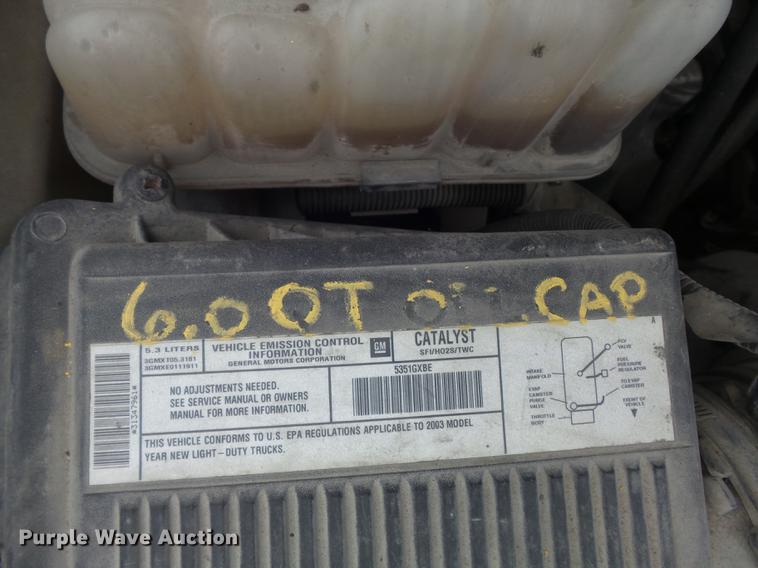 6.0 QT OIL CAP
5.3 LITERS
3GMXT05.3181
3GMXE0111911
VEHICLE EMISSION CONTROL
INFORMATION
GENERAL MOTORS CORPORATION
GM
CATALYST
SFI/HO2S/TWC
5351GXBE
NO ADJUSTMENTS NEEDED.
SEE SERVICE MANUAL OR OWNERS
MANUAL FOR MORE INFORMATION.
THIS VEHICLE CONFORMS TO U.S. EPA REGULATIONS APPLICABLE TO 2003 MODEL
YEAR NEW LIGHT-DUTY TRUCKS.
*31347961*
A
PCV
VALVE
FUEL
PRESSURE
REGULATOR
INTAKE
MANIFOLD
EVAP
CANISTER
PURGE
VALVE
TO EVAP
CANISTER
THROTTLE
BODY
FRONT OF
VEHICLE
Purple Wave Auction